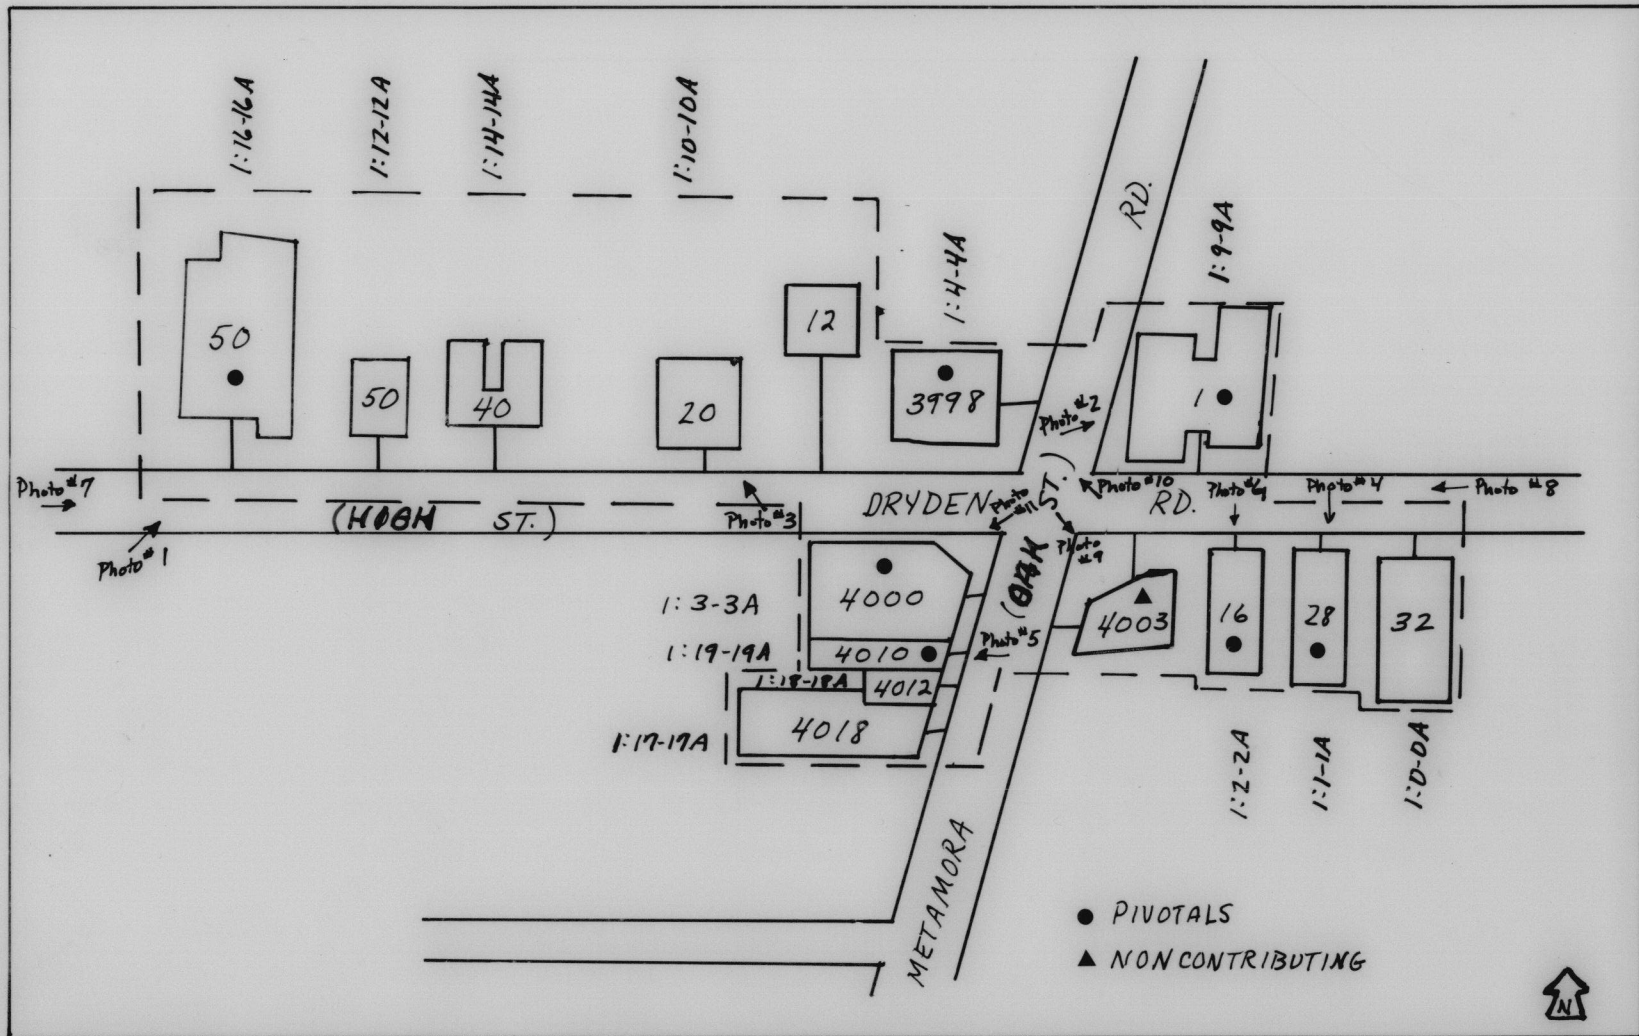 1:16-16A
1:12-12A
1:14-14A
1:10-10A
RD.
1:9-9A
1:4-4A
50
50
40
20
12
3998
1
Photo #2
Photo #7
Photo #1
(HIGH ST.)
Photo #3
DRYDEN RD.
Photo #11
(OAK ST.)
Photo #10
Photo #4
Photo #8
Photo #9
1:3-3A
4000
4003
16
28
32
1:19-19A
4010
Photo #5
1:18-18A
4012
1:17-17A
4018
1:2-2A
1:1-1A
1:0-0A
METAMORA
PIVOTALS
NONCONTRIBUTING
N